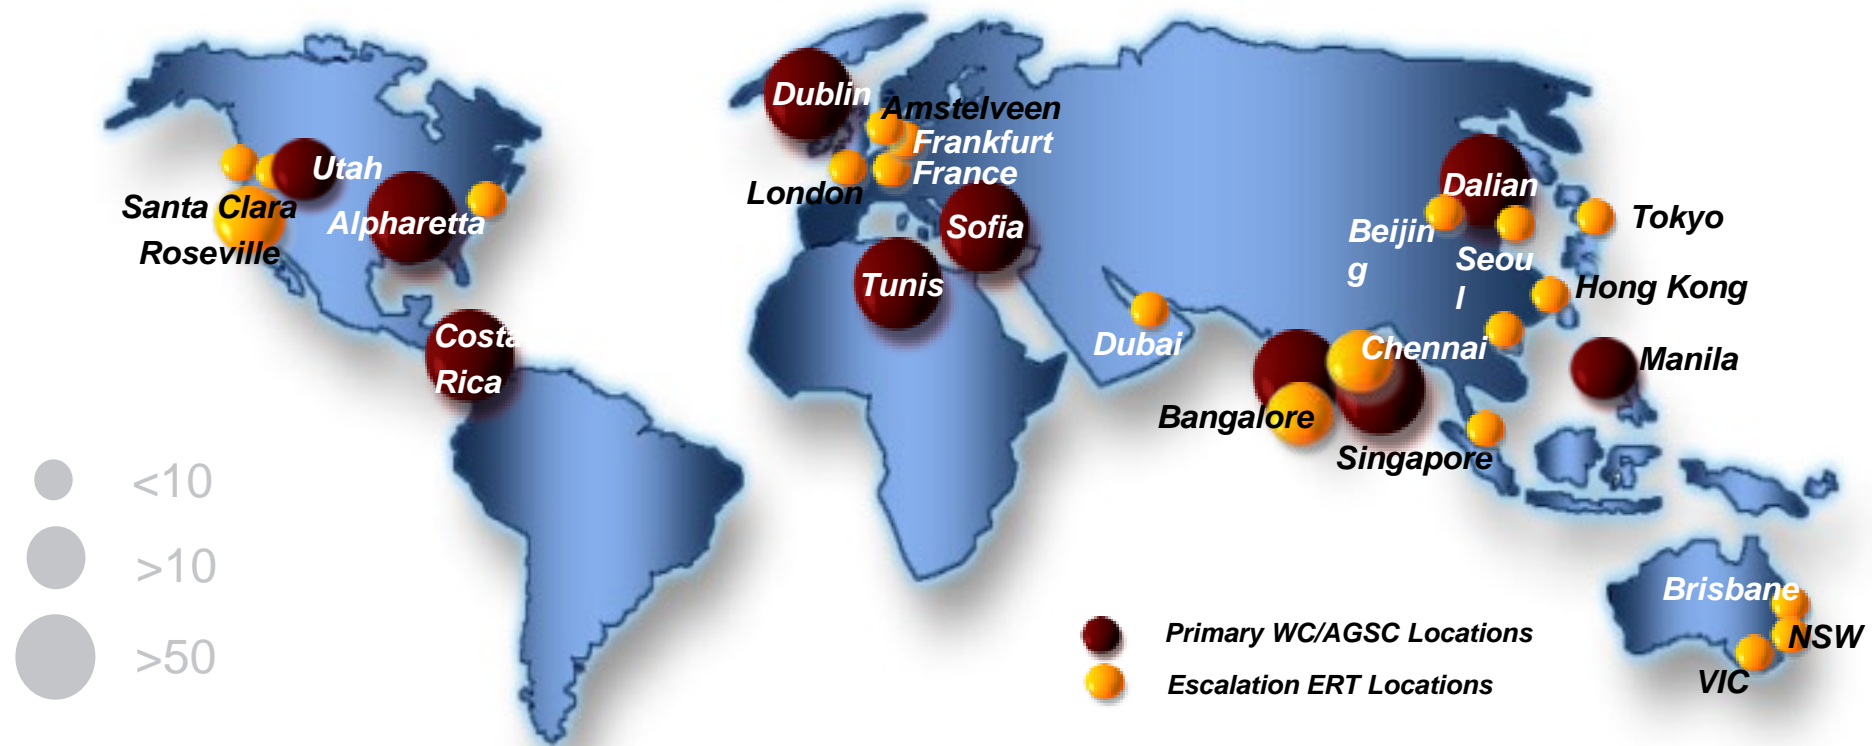 Dublin
Amstelveen
Frankfurt
France
London
Utah
Santa Clara
Roseville
Alpharetta
Sofia
Tunis
Costa
Rica
Dalian
Beijin
g
Seou
l
Tokyo
Hong Kong
Dubai
Chennai
Manila
Bangalore
Singapore
<10
>10
>50
Brisbane
NSW
VIC
Primary WC/AGSC Locations
Escalation ERT Locations